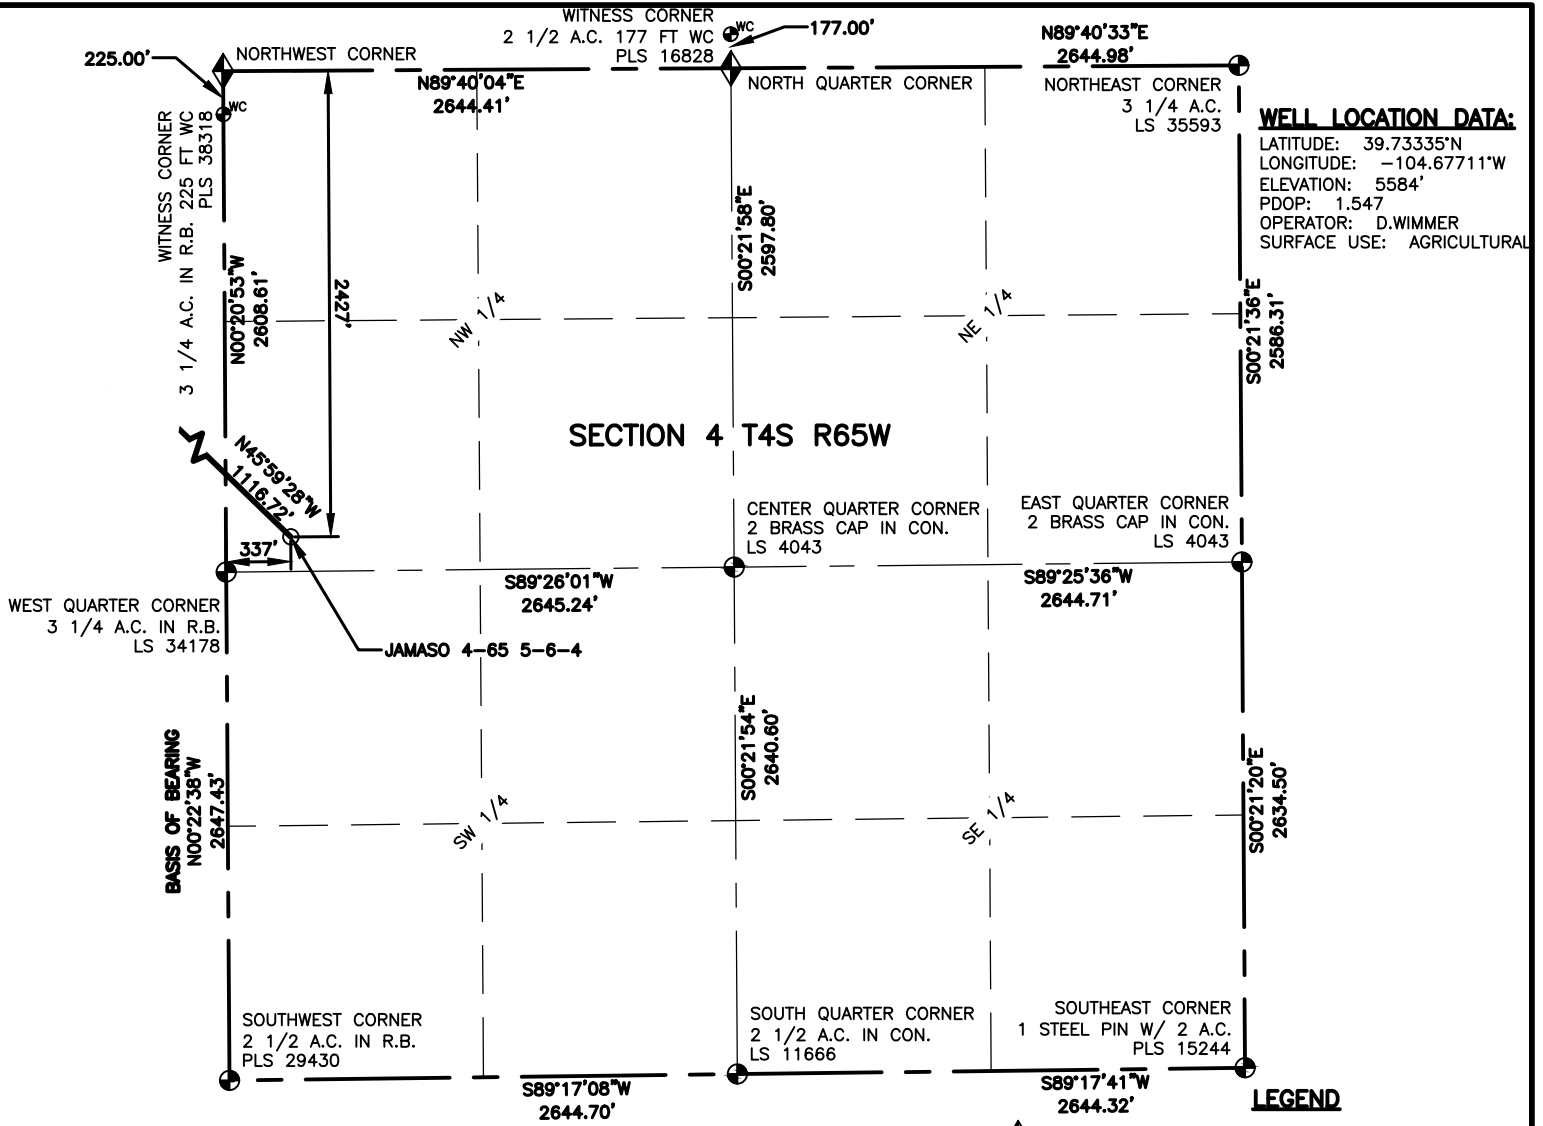 WITNESS CORNER
2 1/2 A.C. 177 FT WC
PLS 16828
WC
177.00'
N89°40'33"E
2644.98'
225.00'
NORTHWEST CORNER
N89°40'04"E
2644.41'
NORTH QUARTER CORNER
NORTHEAST CORNER
3 1/4 A.C.
LS 35593
WC
WITNESS CORNER
3 1/4 A.C. IN R.B. 225 FT WC
PLS 38318
WELL LOCATION DATA:
LATITUDE: 39.73335°N
LONGITUDE: -104.67711°W
ELEVATION: 5584'
PDOP: 1.547
OPERATOR: D.WIMMER
SURFACE USE: AGRICULTURAL
N00°20'53"W
2608.61'
2427'
S00°21'58"E
2597.80'
S00°21'36"E
2586.31'
NW 1/4
NE 1/4
SECTION 4 T4S R65W
N45°59'28"W
1116.72'
337'
CENTER QUARTER CORNER
2 BRASS CAP IN CON.
LS 4043
EAST QUARTER CORNER
2 BRASS CAP IN CON.
LS 4043
S89°26'01"W
2645.24'
S89°25'36"W
2644.71'
WEST QUARTER CORNER
3 1/4 A.C. IN R.B.
LS 34178
JAMASO 4-65 5-6-4
BASIS OF BEARING
N00°22'38"W
2647.43'
S00°21'54"E
2640.60'
S00°21'20"E
2634.50'
SW 1/4
SE 1/4
SOUTHWEST CORNER
2 1/2 A.C. IN R.B.
PLS 29430
SOUTH QUARTER CORNER
2 1/2 A.C. IN CON.
LS 11666
SOUTHEAST CORNER
1 STEEL PIN W/ 2 A.C.
PLS 15244
S89°17'08"W
2644.70'
S89°17'41"W
2644.32'
LEGEND